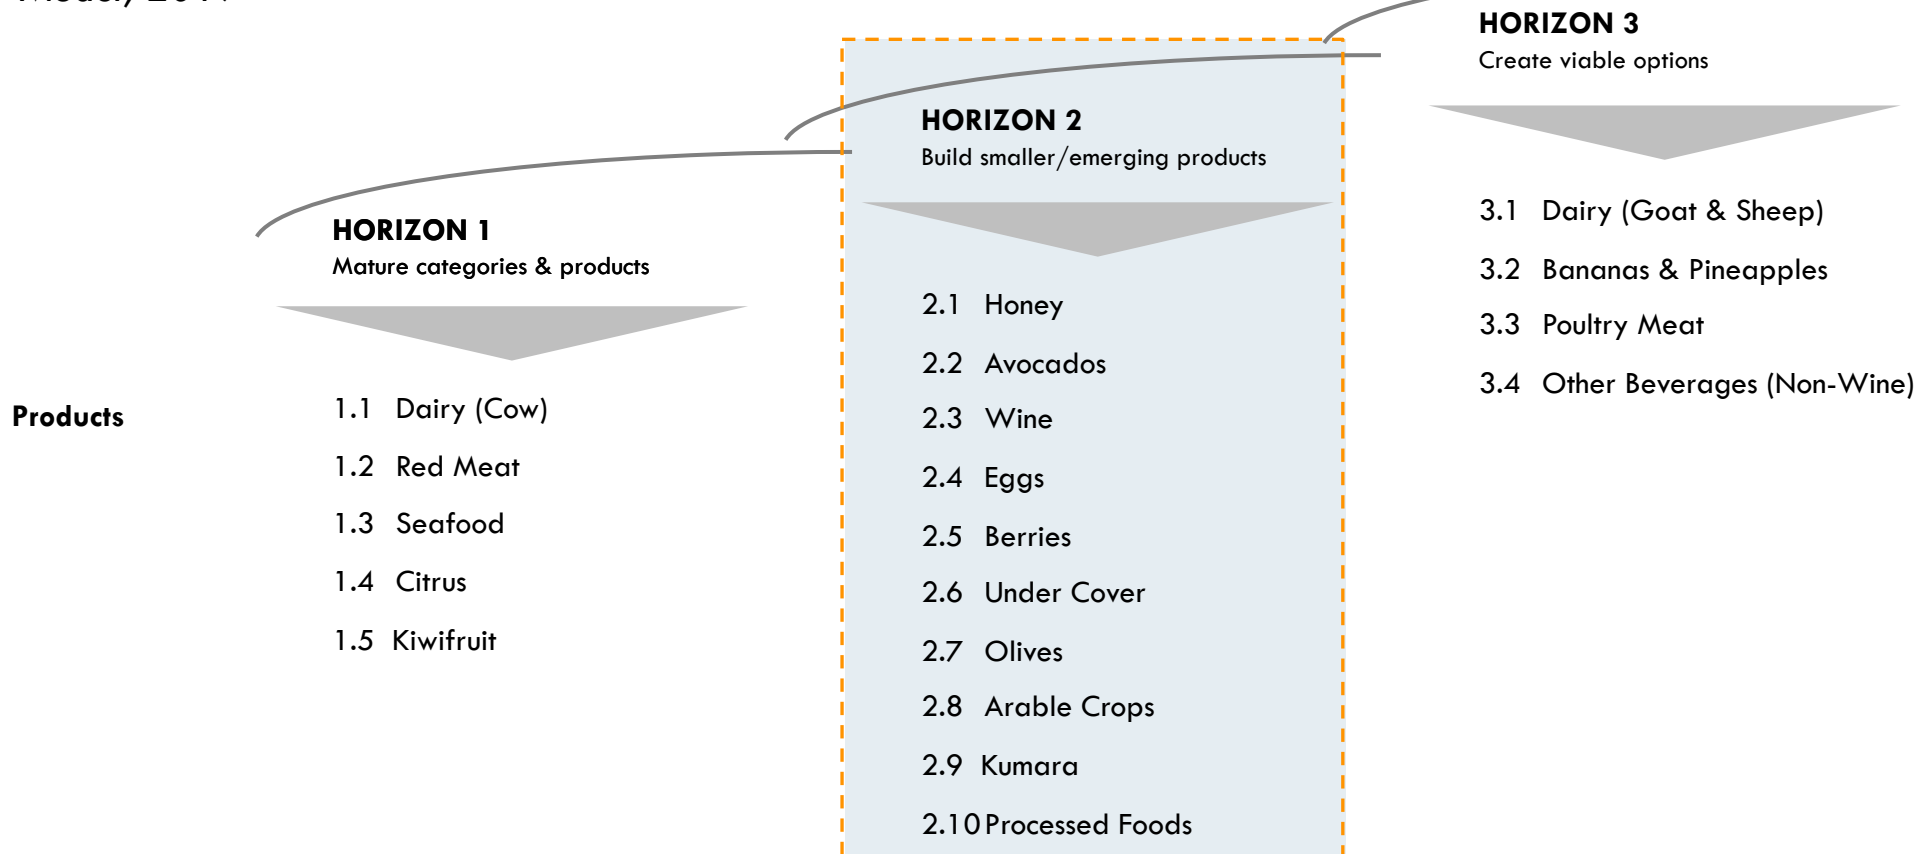 HORIZON 3
Create viable options
HORIZON 2
Build smaller/emerging products
HORIZON 1
Mature categories & products
Products
1.1 Dairy (Cow)
1.2 Red Meat
1.3 Seafood
1.4 Citrus
1.5 Kiwifruit
2.1 Honey
2.2 Avocados
2.3 Wine
2.4 Eggs
2.5 Berries
2.6 Under Cover
2.7 Olives
2.8 Arable Crops
2.9 Kumara
2.10 Processed Foods
3.1 Dairy (Goat & Sheep)
3.2 Bananas & Pineapples
3.3 Poultry Meat
3.4 Other Beverages (Non-Wine)